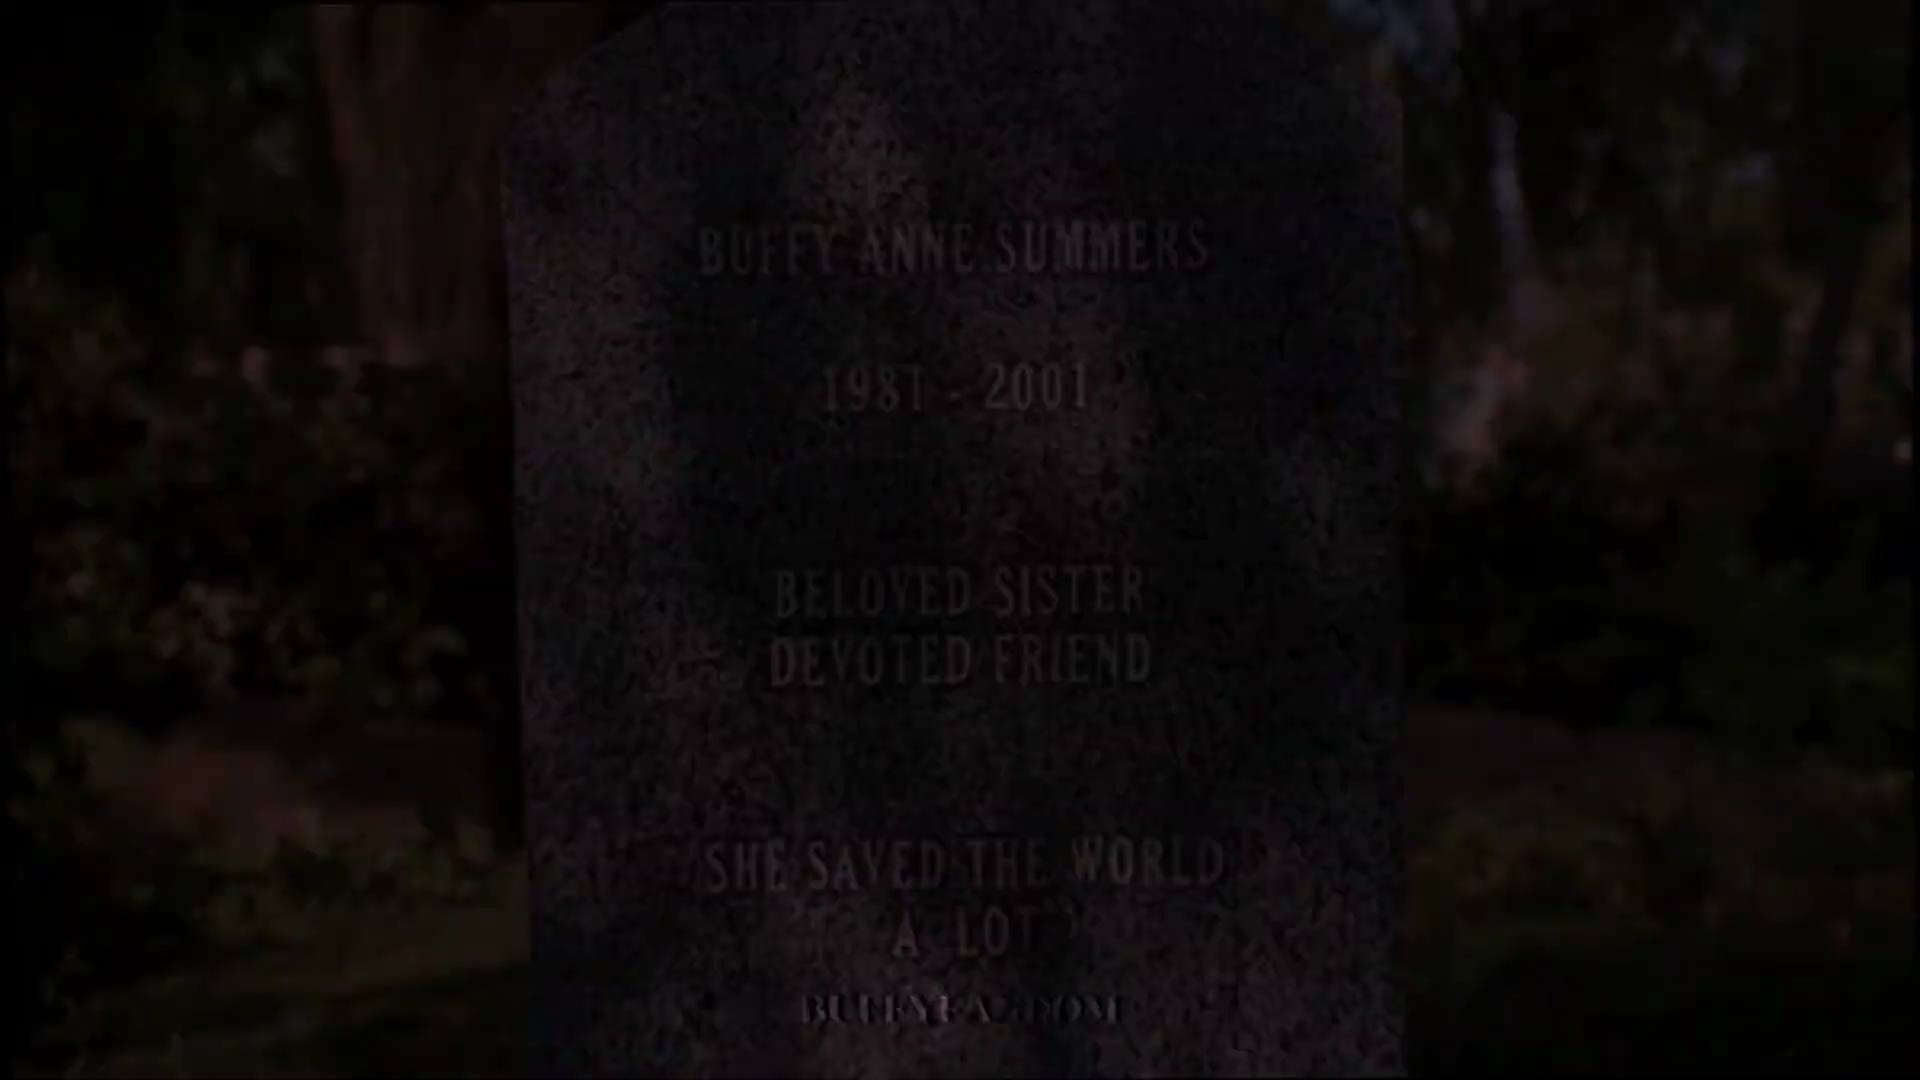 BUFFY ANNE SUMMERS
1981 - 2001
BELOVED SISTER
DEVOTED FRIEND
SHE SAVED THE WORLD
A LOT